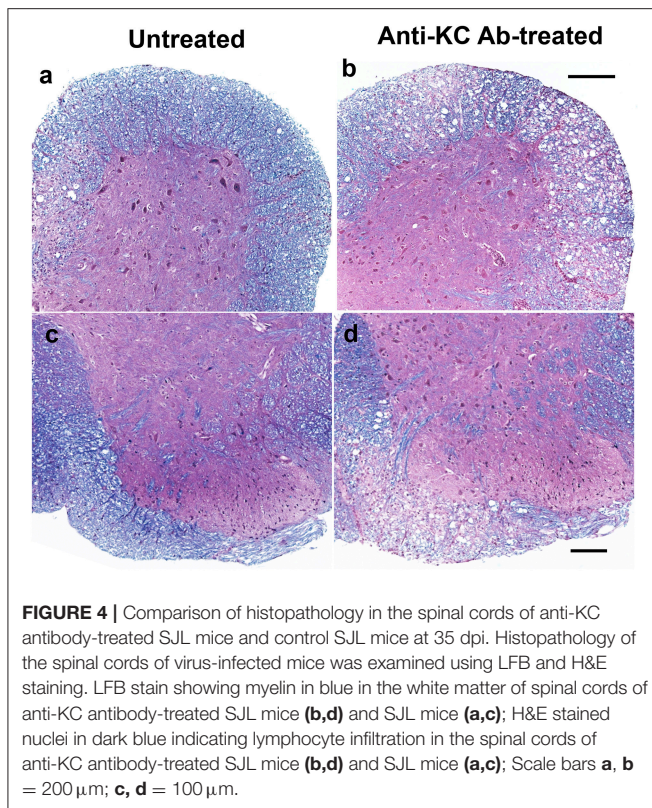 Untreated
Anti-KC Ab-treated
a
b
c
d
FIGURE 4 | Comparison of histopathology in the spinal cords of anti-KC
antibody-treated SJL mice and control SJL mice at 35 dpi. Histopathology of
the spinal cords of virus-infected mice was examined using LFB and H&E
staining. LFB stain showing myelin in blue in the white matter of spinal cords of
anti-KC antibody-treated SJL mice (b,d) and SJL mice (a,c); H&E stained
nuclei in dark blue indicating lymphocyte infiltration in the spinal cords of
anti-KC antibody-treated SJL mice (b,d) and SJL mice (a,c); Scale bars a, b
= 200 μm; c, d = 100 μm.